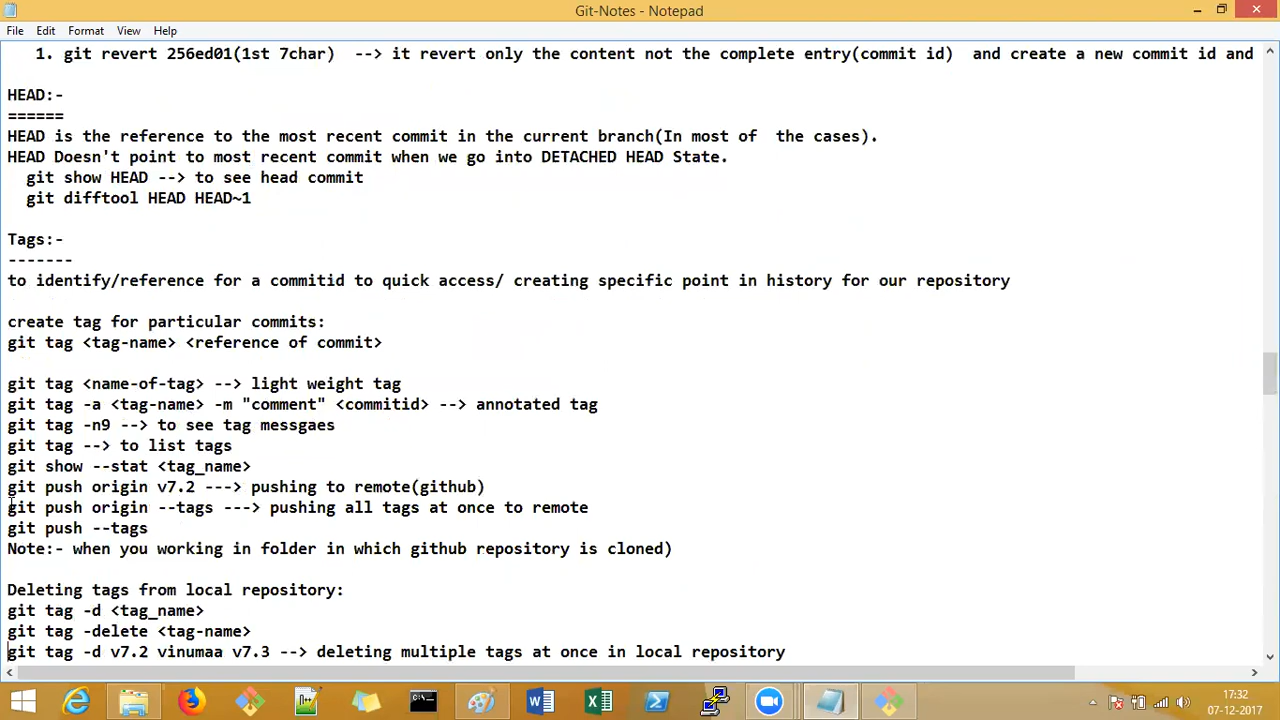 Git-Notes - Notepad
File Edit Format View Help
1. git revert 256ed01(1st 7char)  --> it revert only the content not the complete entry(commit id)  and create a new commit id and
HEAD:-
======
HEAD is the reference to the most recent commit in the current branch(In most of  the cases).
HEAD Doesn't point to most recent commit when we go into DETACHED HEAD State.
git show HEAD --> to see head commit
git difftool HEAD HEAD~1
Tags:-
-------
to identify/reference for a commitid to quick access/ creating specific point in history for our repository
create tag for particular commits:
git tag <tag-name> <reference of commit>
git tag <name-of-tag> --> light weight tag
git tag -a <tag-name> -m "comment" <commitid> --> annotated tag
git tag -n9 --> to see tag messgaes
git tag --> to list tags
git show --stat <tag_name>
git push origin v7.2 ---> pushing to remote(github)
git push origin --tags ---> pushing all tags at once to remote
git push --tags
Note:- when you working in folder in which github repository is cloned)
Deleting tags from local repository:
git tag -d <tag_name>
git tag -delete <tag-name>
git tag -d v7.2 vinumaa v7.3 --> deleting multiple tags at once in local repository
17:32
07-12-2017